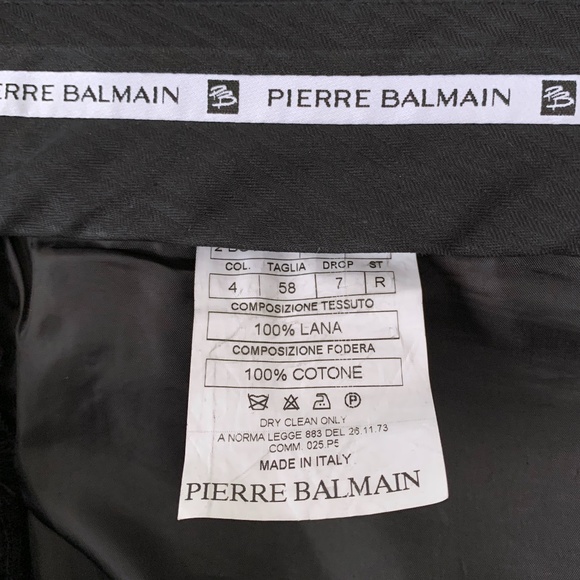 ERRE BALMAIN PB PIERRE BALMAIN PB
COL. TAGLIA DROP ST
4 58 7 R
COMPOSIZIONE TESSUTO
100% LANA
COMPOSIZIONE FODERA
100% COTONE
DRY CLEAN ONLY
A NORMA LEGGE 883 DEL 26.11.73
COMM. 025.P5
MADE IN ITALY
PIERRE BALMAIN